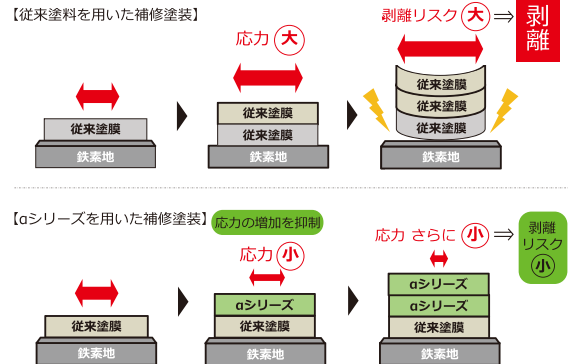 【従来塗料を用いた補修塗装】
従来塗膜
鉄素地
応力 大
従来塗膜
従来塗膜
鉄素地
剥離リスク 大 ⇒
剥離
従来塗膜
従来塗膜
従来塗膜
鉄素地
【αシリーズを用いた補修塗装】
従来塗膜
鉄素地
応力の増加を抑制
応力 小
αシリーズ
従来塗膜
鉄素地
応力 さらに 小 ⇒
剥離
リスク
小
αシリーズ
αシリーズ
従来塗膜
鉄素地